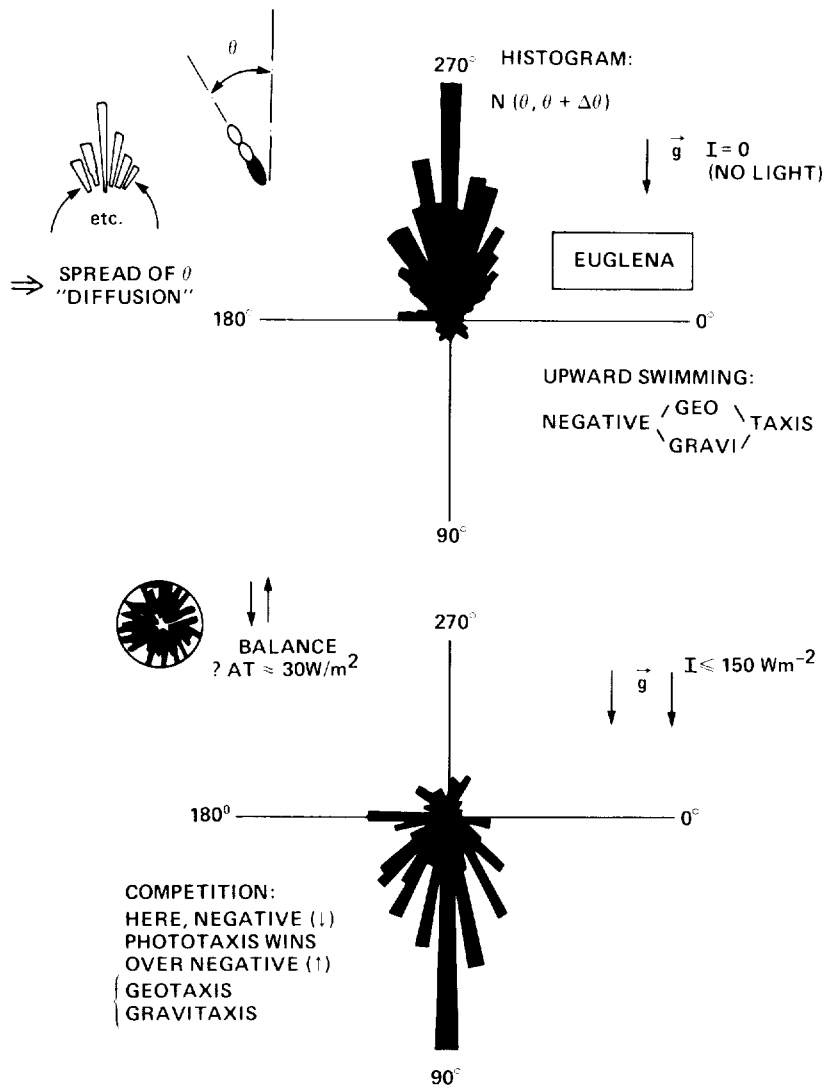 θ
270°
HISTOGRAM:
N (θ, θ + Δθ)
g⃗ I = 0
(NO LIGHT)
etc.
EUGLENA
⇒ SPREAD OF θ
"DIFFUSION"
180°
0°
UPWARD SWIMMING:
NEGATIVE / GEO \ TAXIS
\ GRAVI /
90°
270°
BALANCE
? AT ≈ 30W/m²
g⃗ I ⩽ 150 Wm⁻²
180⁰
0°
COMPETITION:
HERE, NEGATIVE (↓)
PHOTOTAXIS WINS
OVER NEGATIVE (↑)
GEOTAXIS
GRAVITAXIS
90°